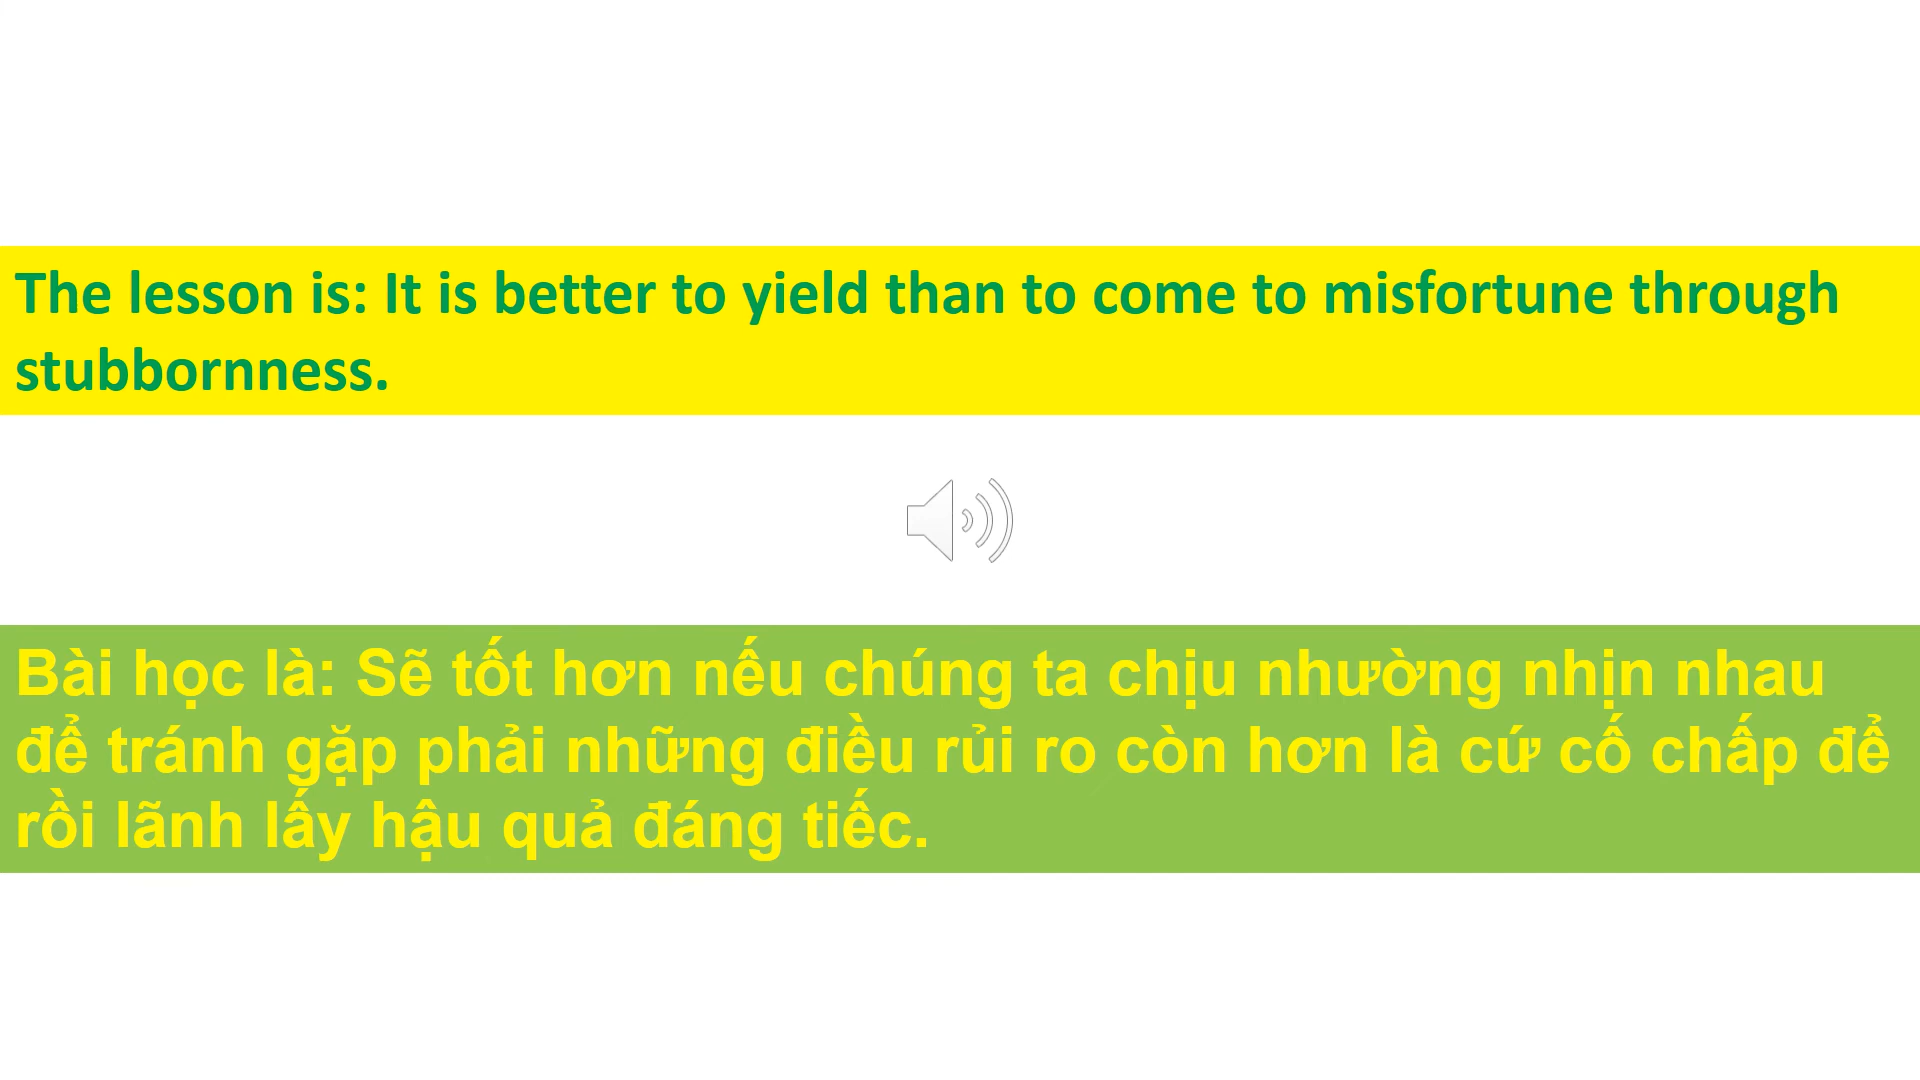 The lesson is: It is better to yield than to come to misfortune through
stubbornness.
Bài học là: Sẽ tốt hơn nếu chúng ta chịu nhường nhịn nhau
để tránh gặp phải những điều rủi ro còn hơn là cứ cố chấp để
rồi lãnh lấy hậu quả đáng tiếc.